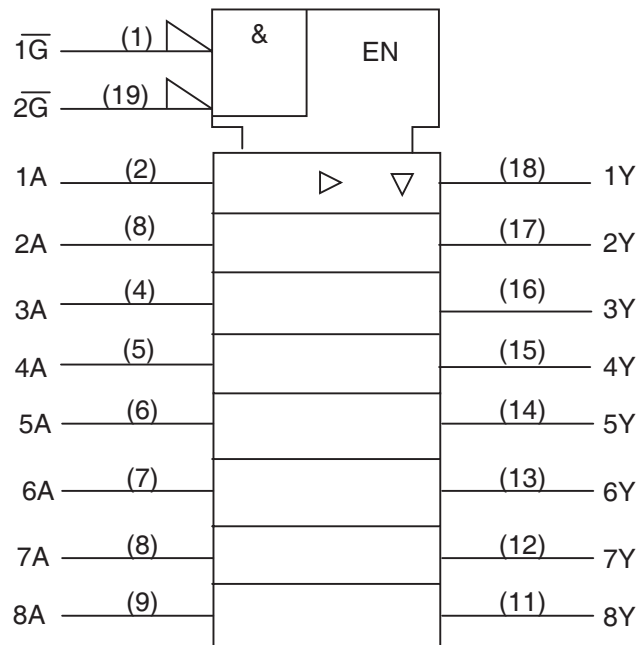 1G̅ (1) & EN
2G̅ (19)
1A (2) (18) 1Y
2A (8) (17) 2Y
3A (4) (16) 3Y
4A (5) (15) 4Y
5A (6) (14) 5Y
6A (7) (13) 6Y
7A (8) (12) 7Y
8A (9) (11) 8Y